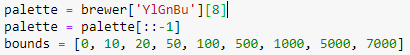 palette = brewer['YlGnBu'][8]
palette = palette[::-1]
bounds = [0, 10, 20, 50, 100, 500, 1000, 5000, 7000]